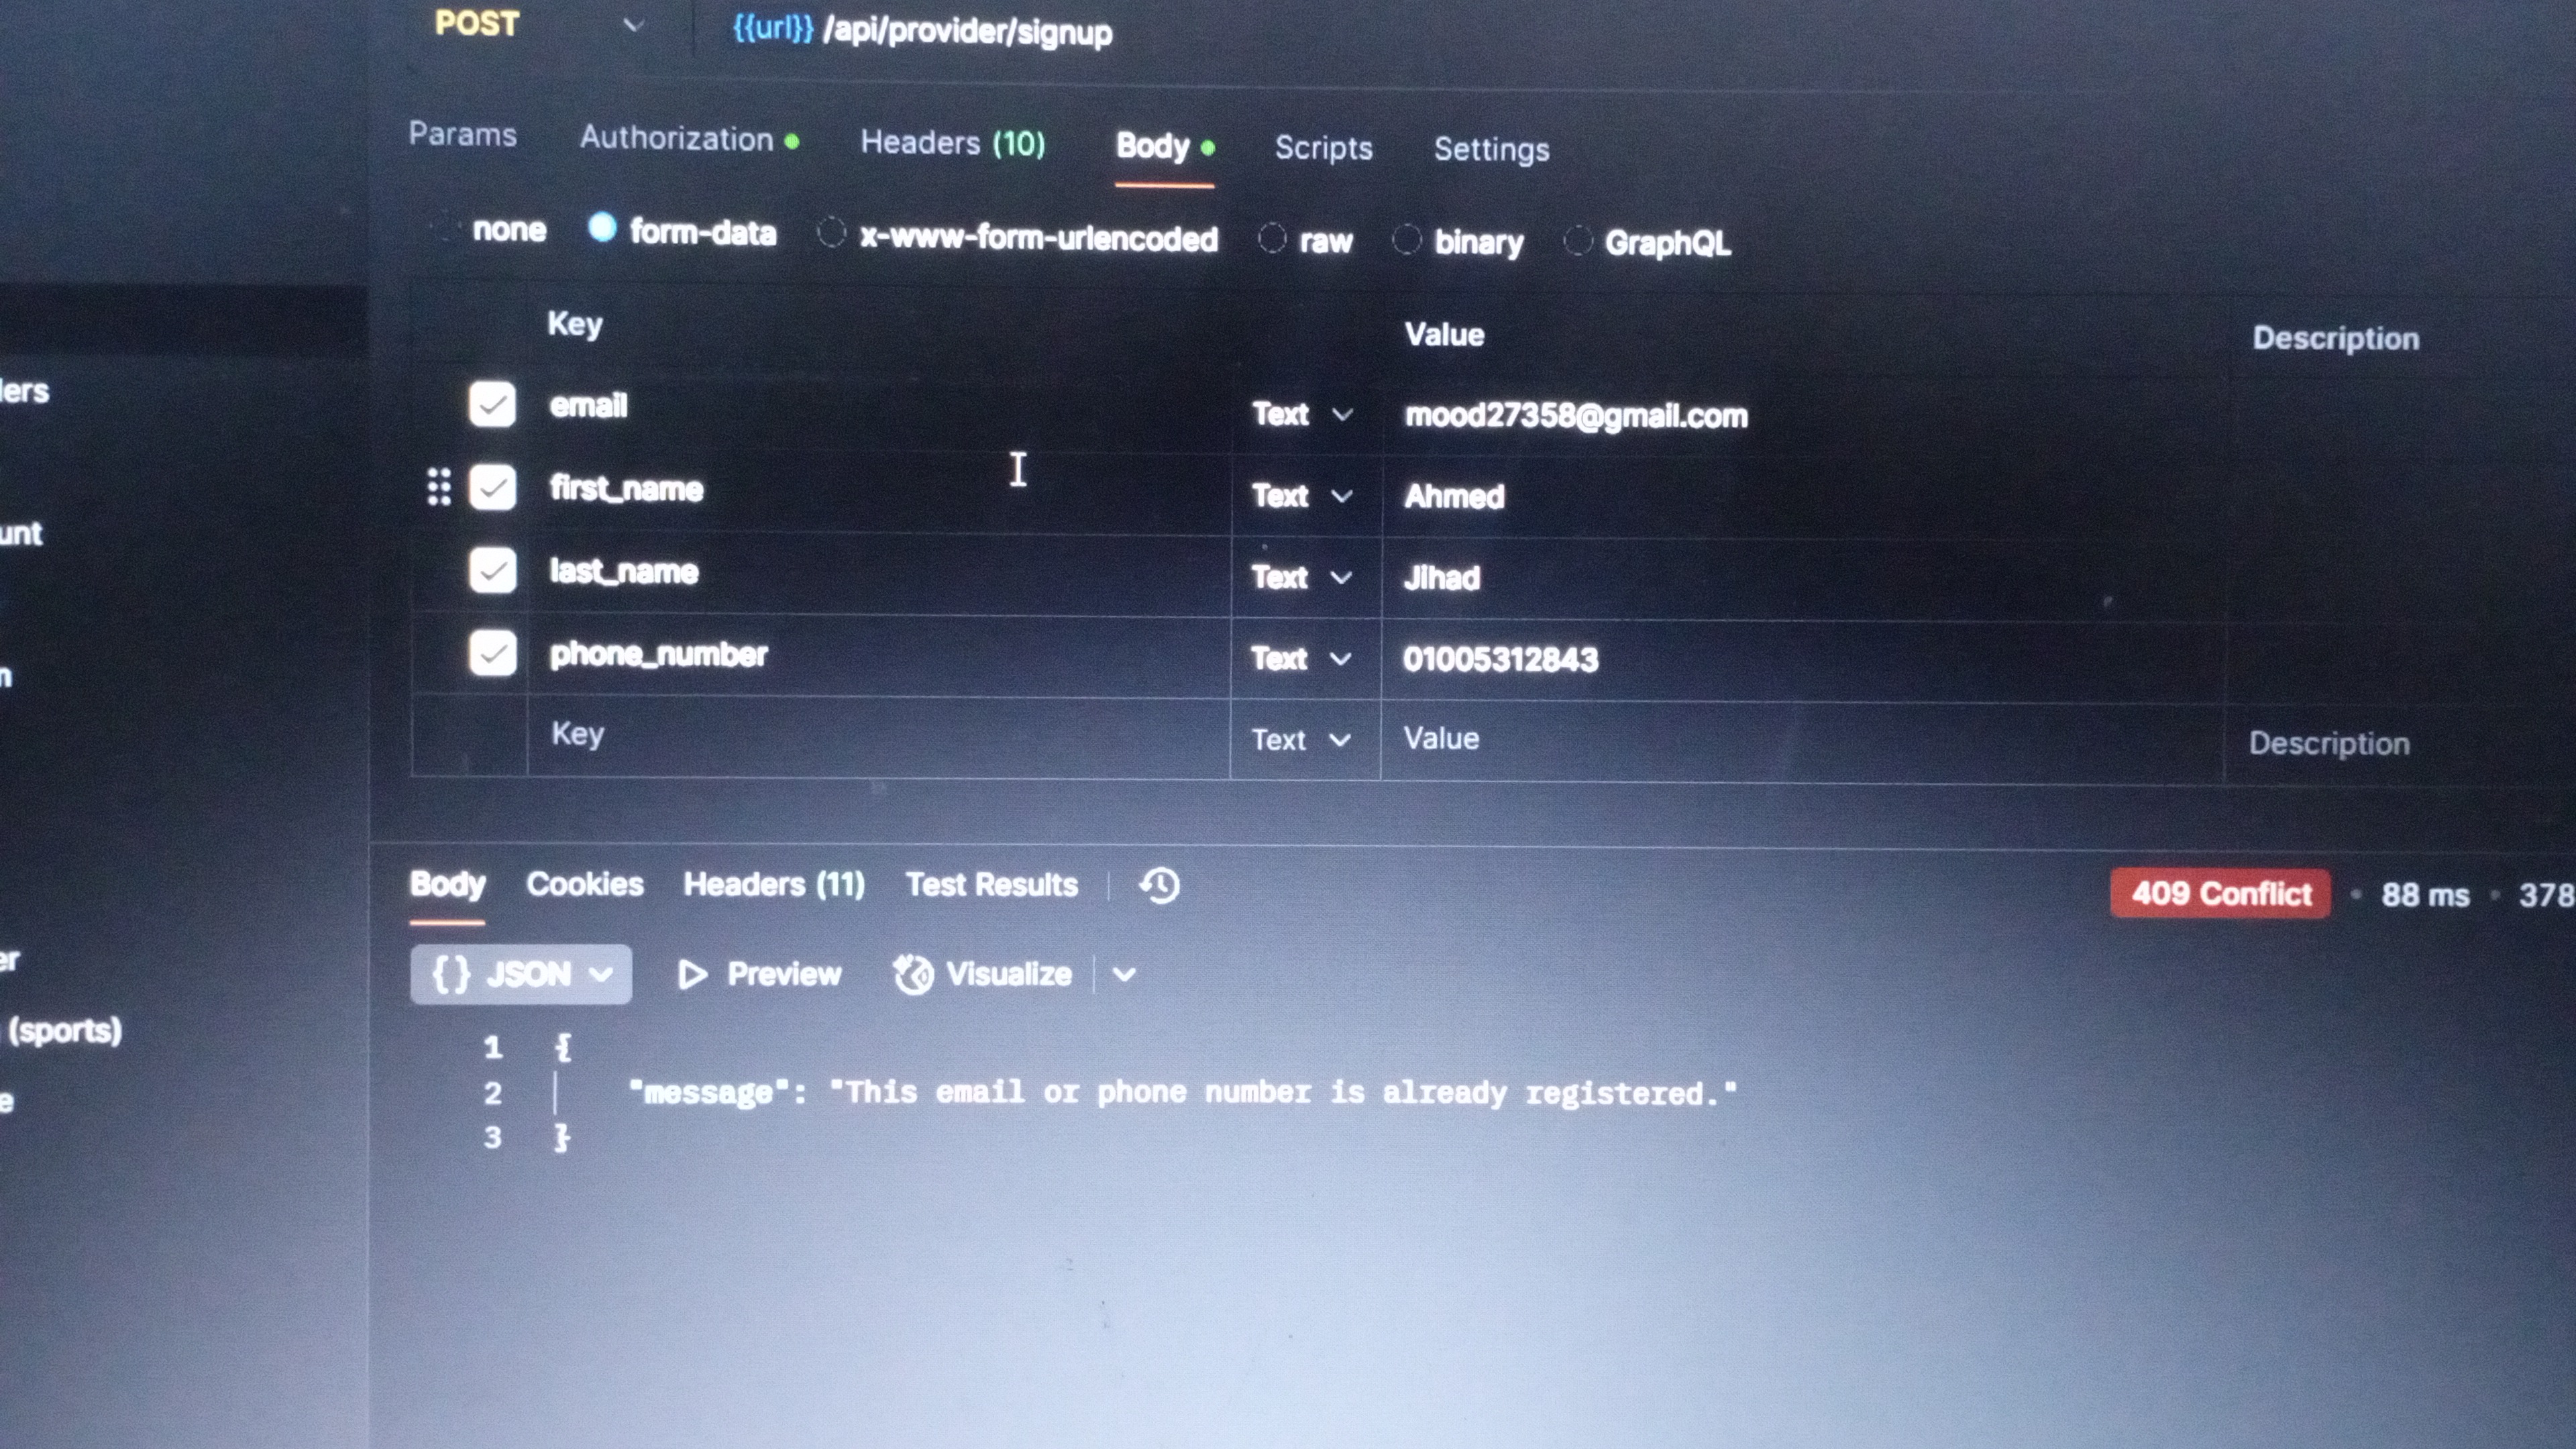 POST {{url}} /api/provider/signup
Params Authorization Headers (10) Body Scripts Settings
none form-data x-www-form-urlencoded raw binary GraphQL
Key Value Description
email Text mood27358@gmail.com
first_name Text Ahmed
last_name Text Jihad
phone_number Text 01005312843
Key Text Value Description
Body Cookies Headers (11) Test Results 409 Conflict • 88 ms • 378
{} JSON Preview Visualize
1 {
2 "message": "This email or phone number is already registered."
3 }
(sports)